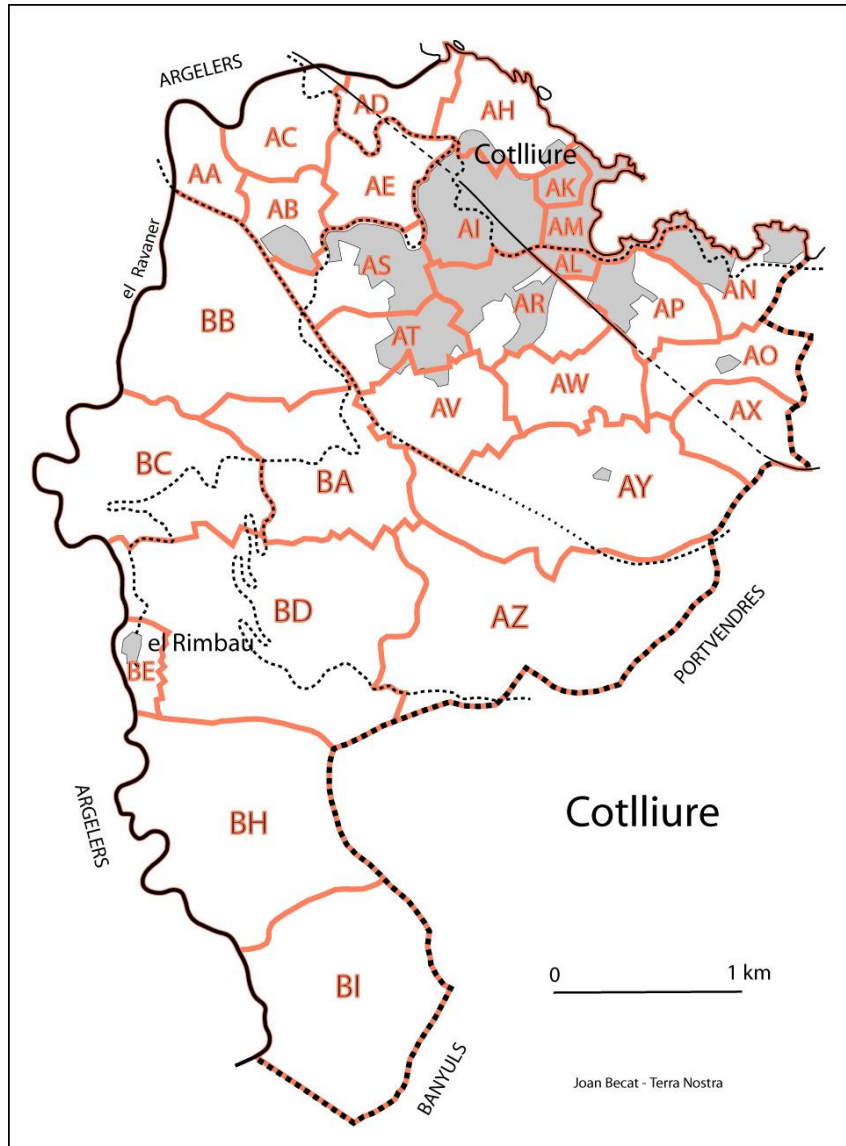 ARGELERS
AD
AH
AC
Cotlliure
AA
AE
AK
AB
AI
AM
el Ravaner
AS
AL
AN
BB
AR
AP
AT
AO
AV
AW
AX
BC
BA
AY
BD
AZ
el Rimbau
BE
PORTVENDRES
ARGELERS
BH
Cotlliure
BI
0 1 km
BANYULS
Joan Becat - Terra Nostra